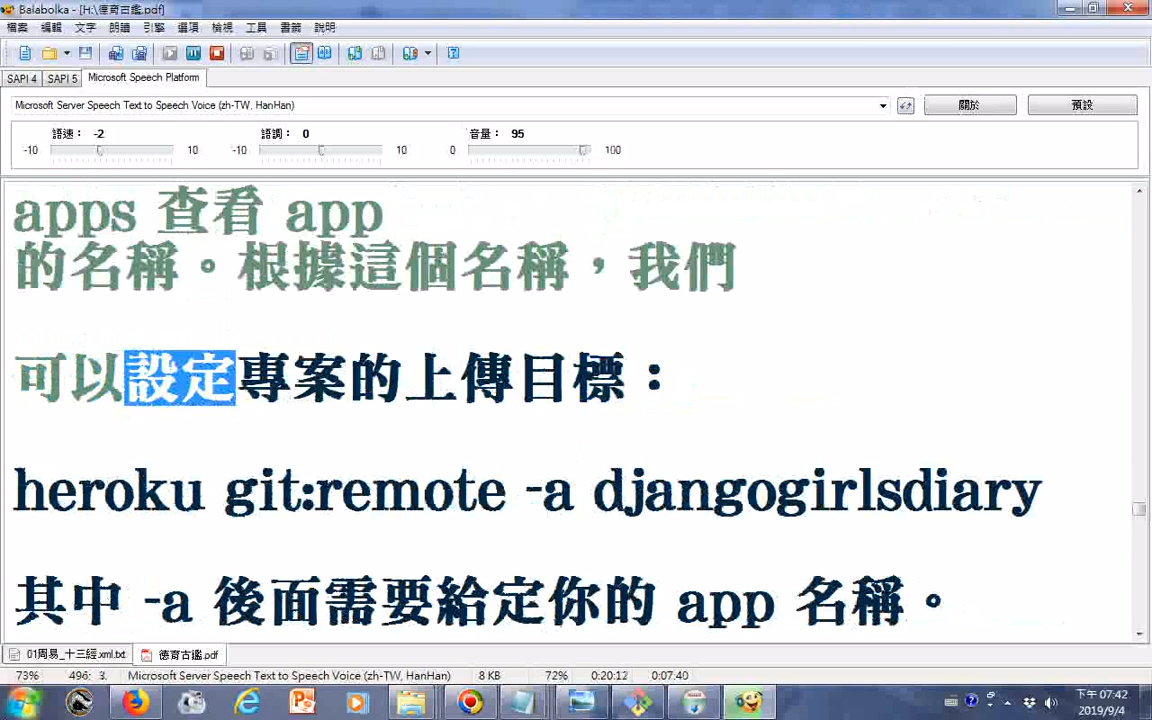 Balabolka - [H:\德育古鑑.pdf]
檔案 編輯 文字 朗讀 引擎 選項 檢視 工具 書籤 說明
SAPI 4 SAPI 5 Microsoft Speech Platform
Microsoft Server Speech Text to Speech Voice (zh-TW, HanHan) 關於 預設
語速： -2 語調： 0 音量： 95
-10 10 -10 10 0 100
apps 查看 app
的名稱。根據這個名稱，我們
可以設定專案的上傳目標：
heroku git:remote -a djangogirlsdiary
其中 -a 後面需要給定你的 app 名稱。
01周易_十三經.xml.txt 德育古鑑.pdf
73% 496: 3. Microsoft Server Speech Text to Speech Voice (zh-TW, HanHan) 8 KB 72% 0:20:12 0:07:40
下午 07:42
2019/9/4